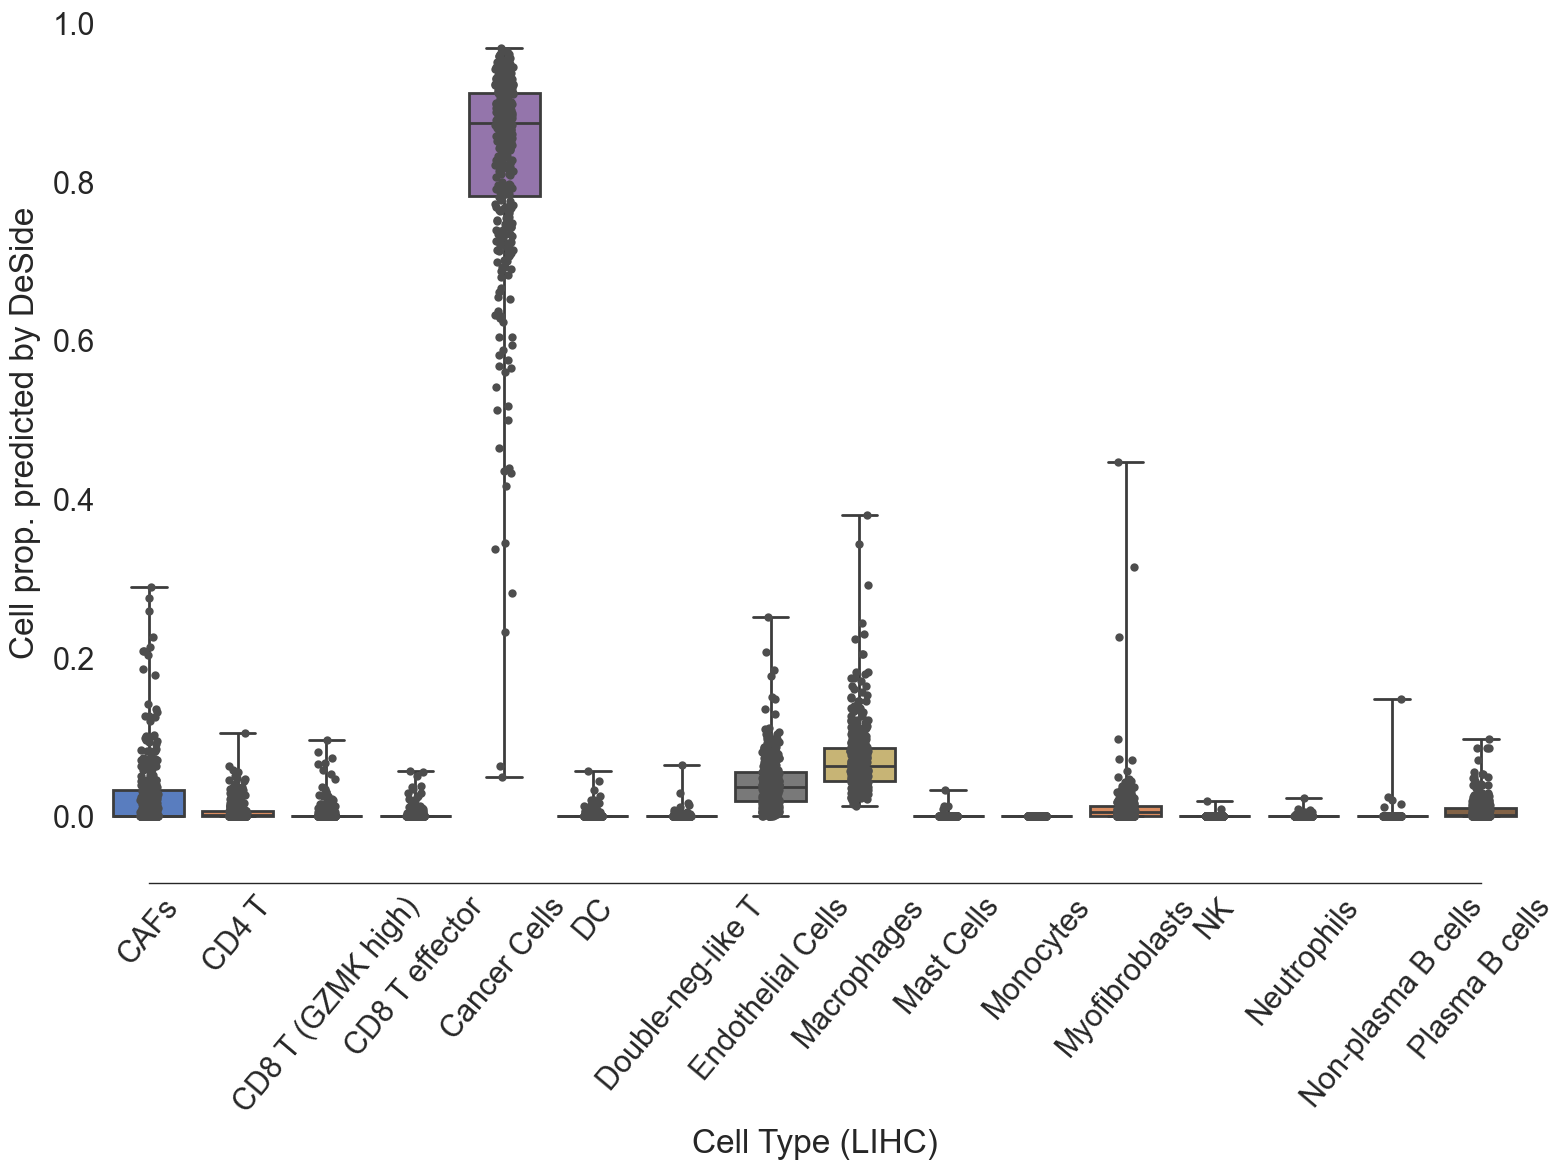 Cell prop. predicted by DeSide
1.0
0.8
0.6
0.4
0.2
0.0
CAFs
CD4 T
CD8 T (GZMK high)
CD8 T effector
Cancer Cells
DC
Double-neg-like T
Endothelial Cells
Macrophages
Mast Cells
Monocytes
Myofibroblasts
NK
Neutrophils
Non-plasma B cells
Plasma B cells
Cell Type (LIHC)